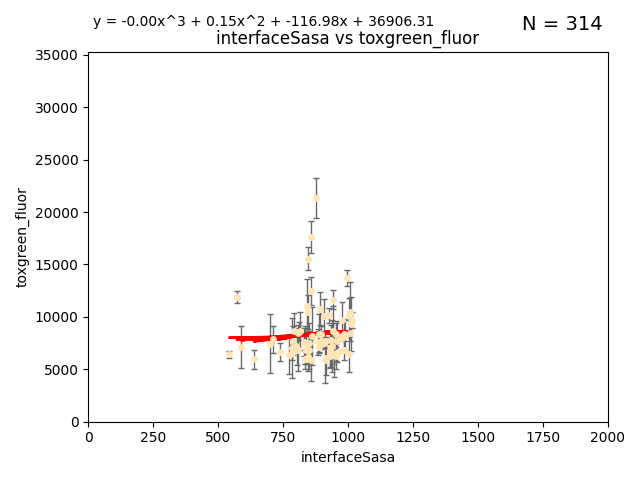 y = -0.00x^3 + 0.15x^2 + -116.98x + 36906.31
N = 314
interfaceSasa vs toxgreen_fluor
35000
30000
25000
20000
15000
10000
5000
0
toxgreen_fluor
0 250 500 750 1000 1250 1500 1750 2000
interfaceSasa